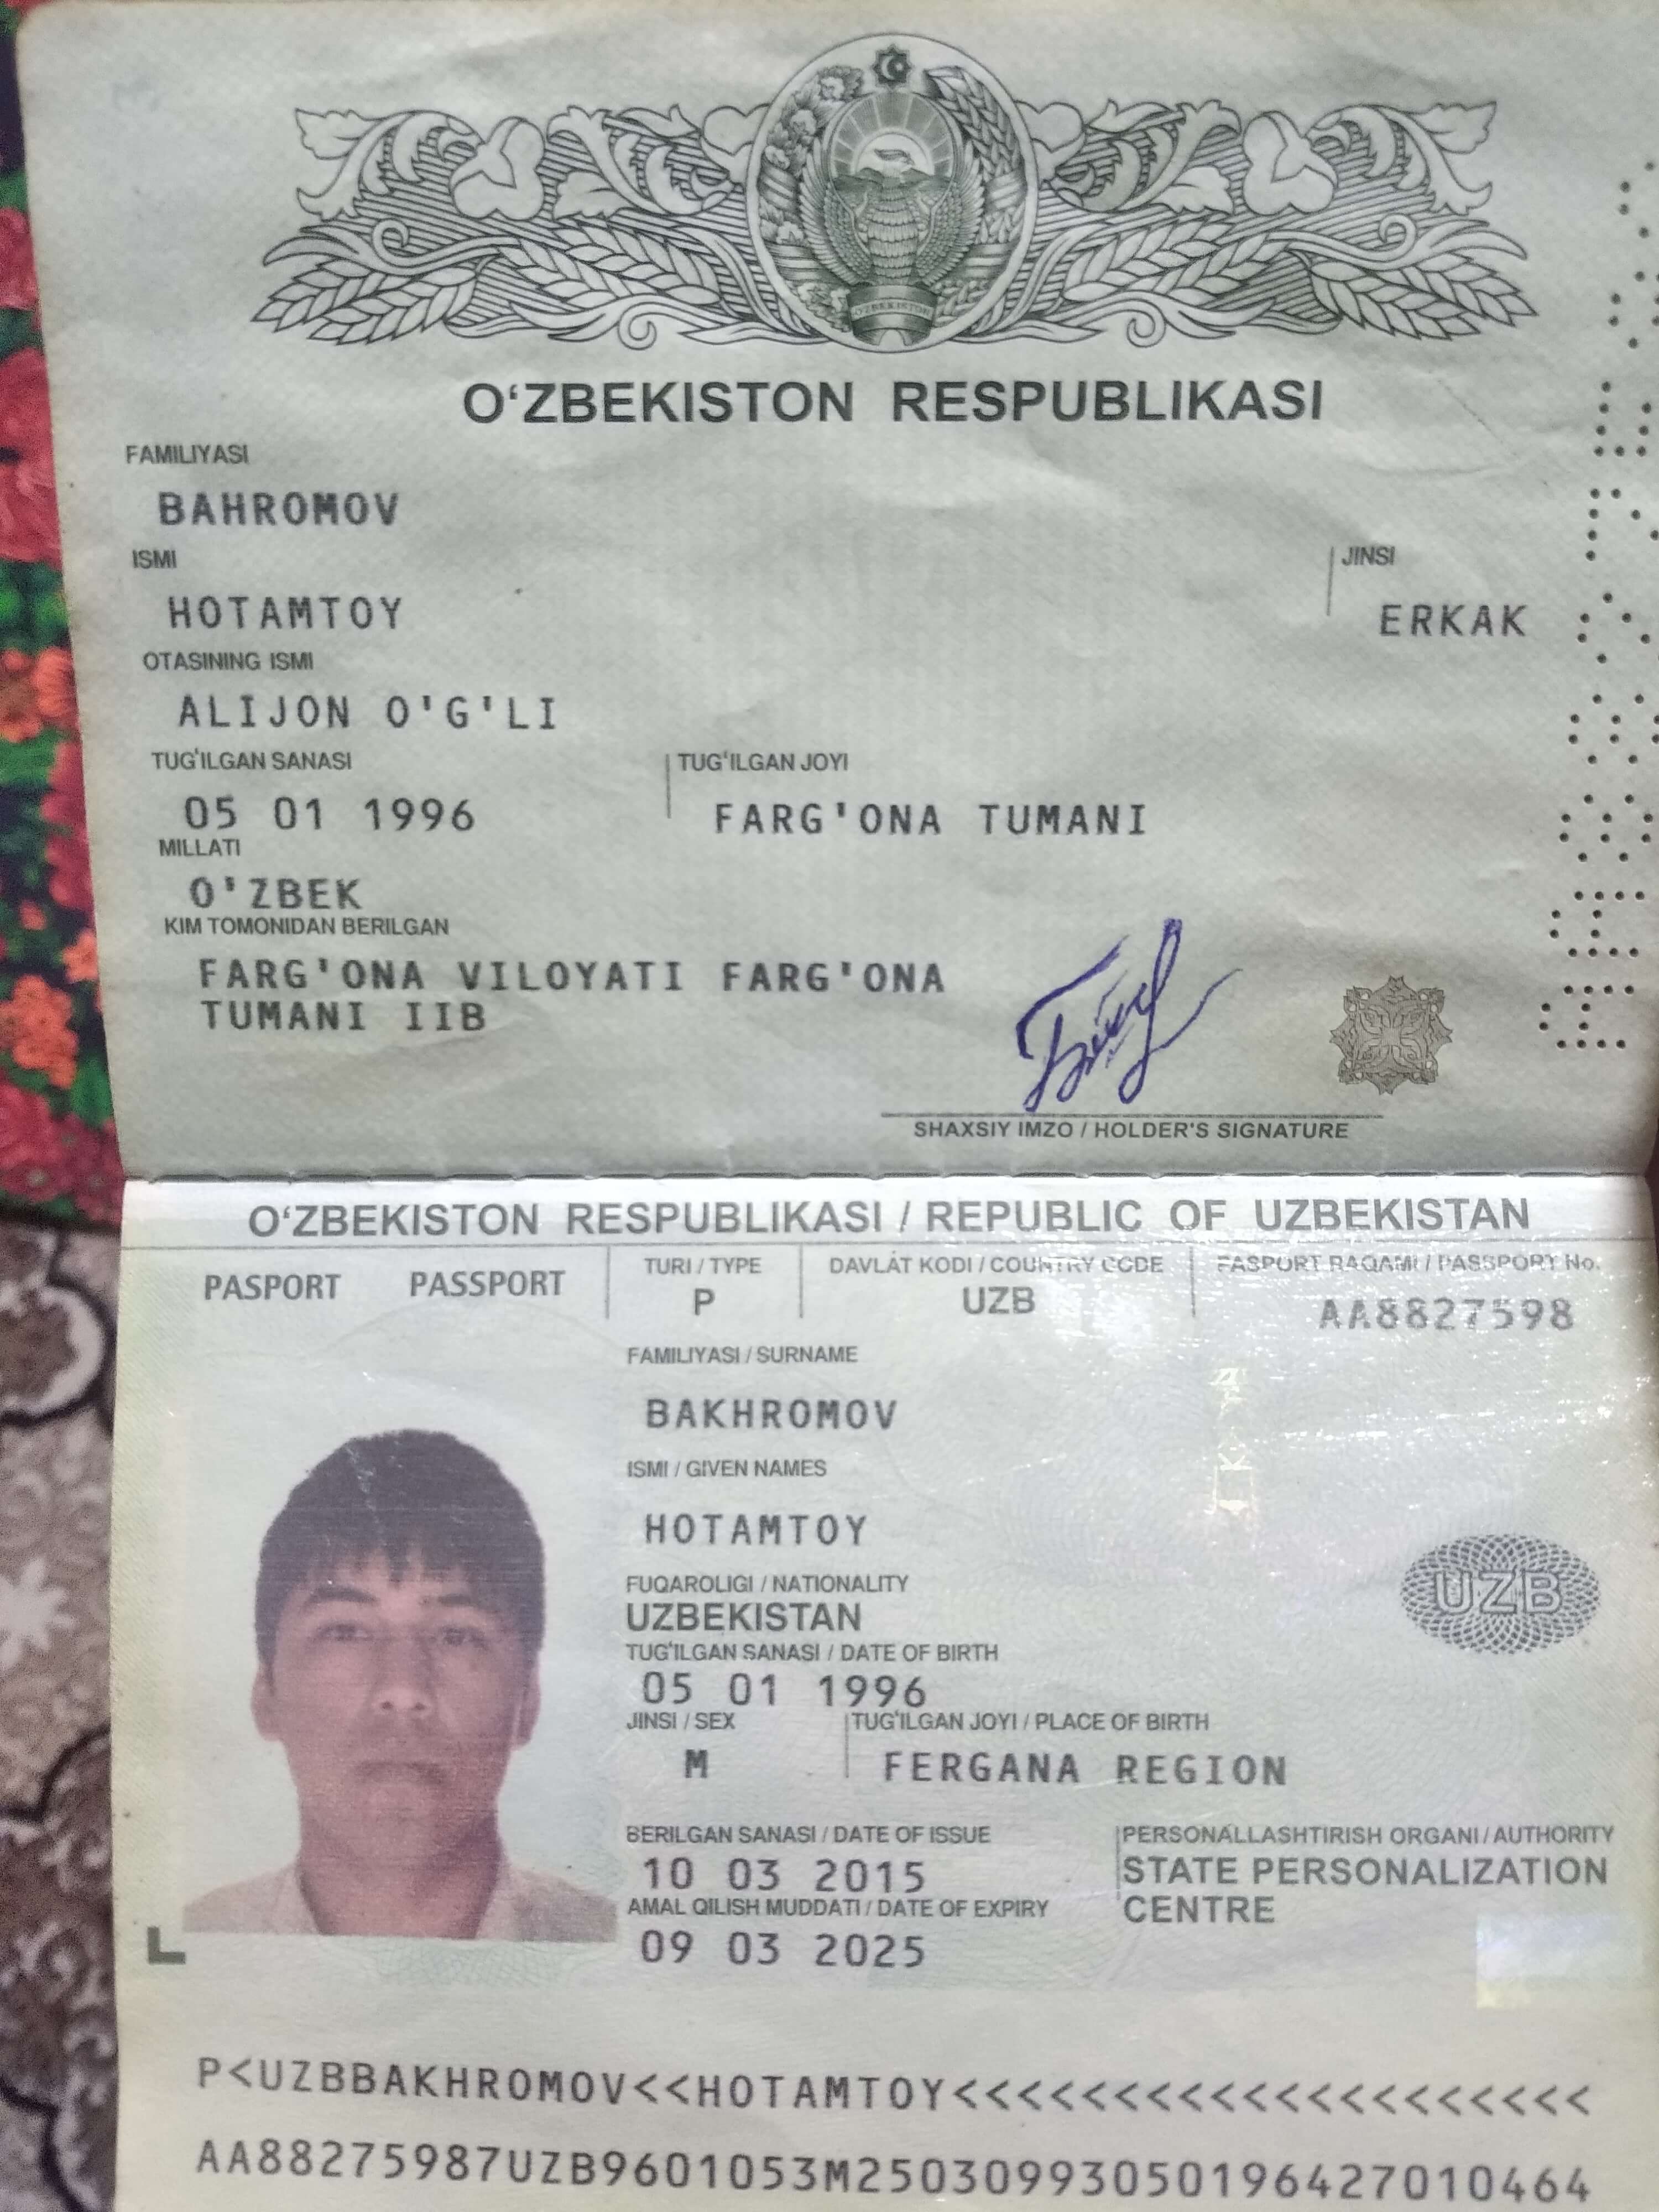 O'ZBEKISTON
O‘ZBEKISTON RESPUBLIKASI
FAMILIYASI
BAHROMOV
ISMI
JINSI
HOTAMTOY
ERKAK
OTASINING ISMI
ALIJON O'G'LI
TUG‘ILGAN SANASI
TUG‘ILGAN JOYI
05 01 1996
FARG'ONA TUMANI
MILLATI
O'ZBEK
KIM TOMONIDAN BERILGAN
FARG'ONA VILOYATI FARG'ONA
TUMANI IIB
SHAXSIY IMZO / HOLDER'S SIGNATURE
O‘ZBEKISTON RESPUBLIKASI / REPUBLIC OF UZBEKISTAN
PASPORT PASSPORT
TURI / TYPE
P
DAVLAT KODI / COUNTRY CODE
UZB
PASPORT RAQAMI / PASSPORT No.
AA8827598
FAMILIYASI / SURNAME
BAKHROMOV
ISMI / GIVEN NAMES
HOTAMTOY
FUQAROLIGI / NATIONALITY
UZBEKISTAN
UZB
TUG‘ILGAN SANASI / DATE OF BIRTH
05 01 1996
JINSI / SEX
M
TUG‘ILGAN JOYI / PLACE OF BIRTH
FERGANA REGION
BERILGAN SANASI / DATE OF ISSUE
10 03 2015
PERSONALLASHTIRISH ORGANI / AUTHORITY
STATE PERSONALIZATION
CENTRE
AMAL QILISH MUDDATI / DATE OF EXPIRY
09 03 2025
P<UZBBAKHROMOV<<HOTAMTOY<<<<<<<<<<<<<<<<<<<<
AA88275987UZB9601053M25030993050196427010464